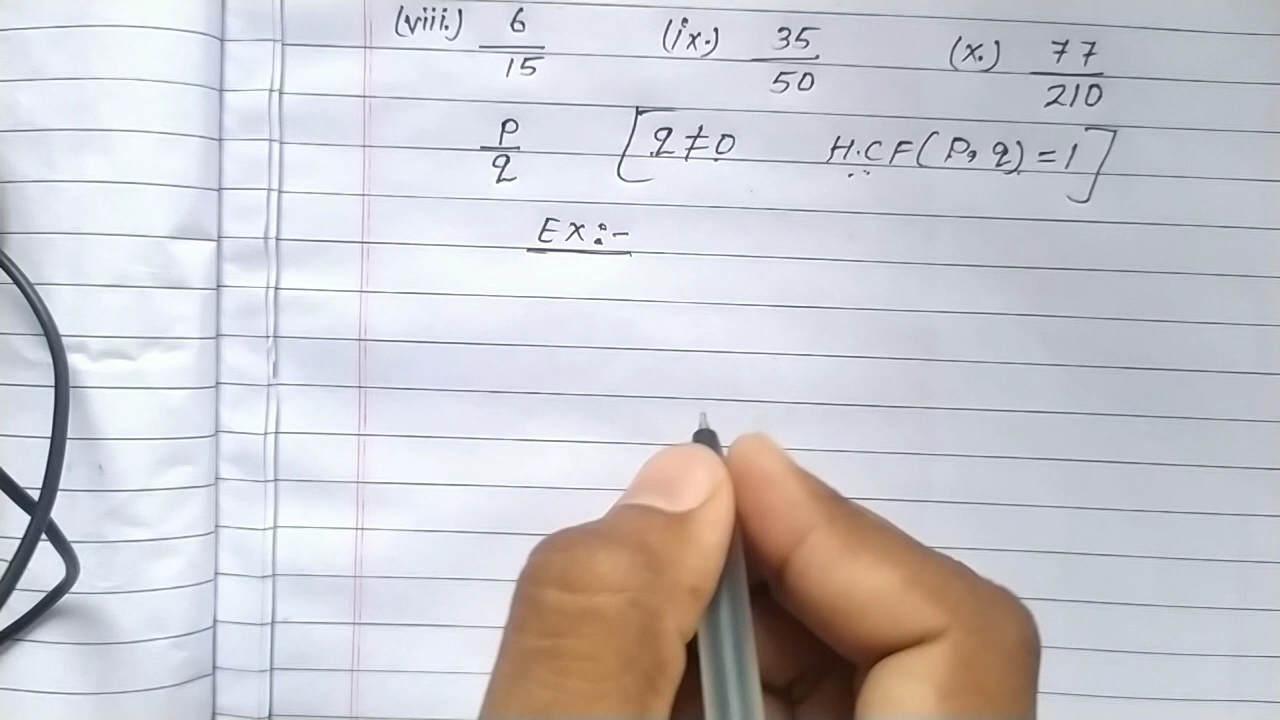 (viii.) 6/15 (ix.) 35/50 (x.) 77/210
p/q [q ≠ 0 H.C.F(P, q) = 1]
Ex:-